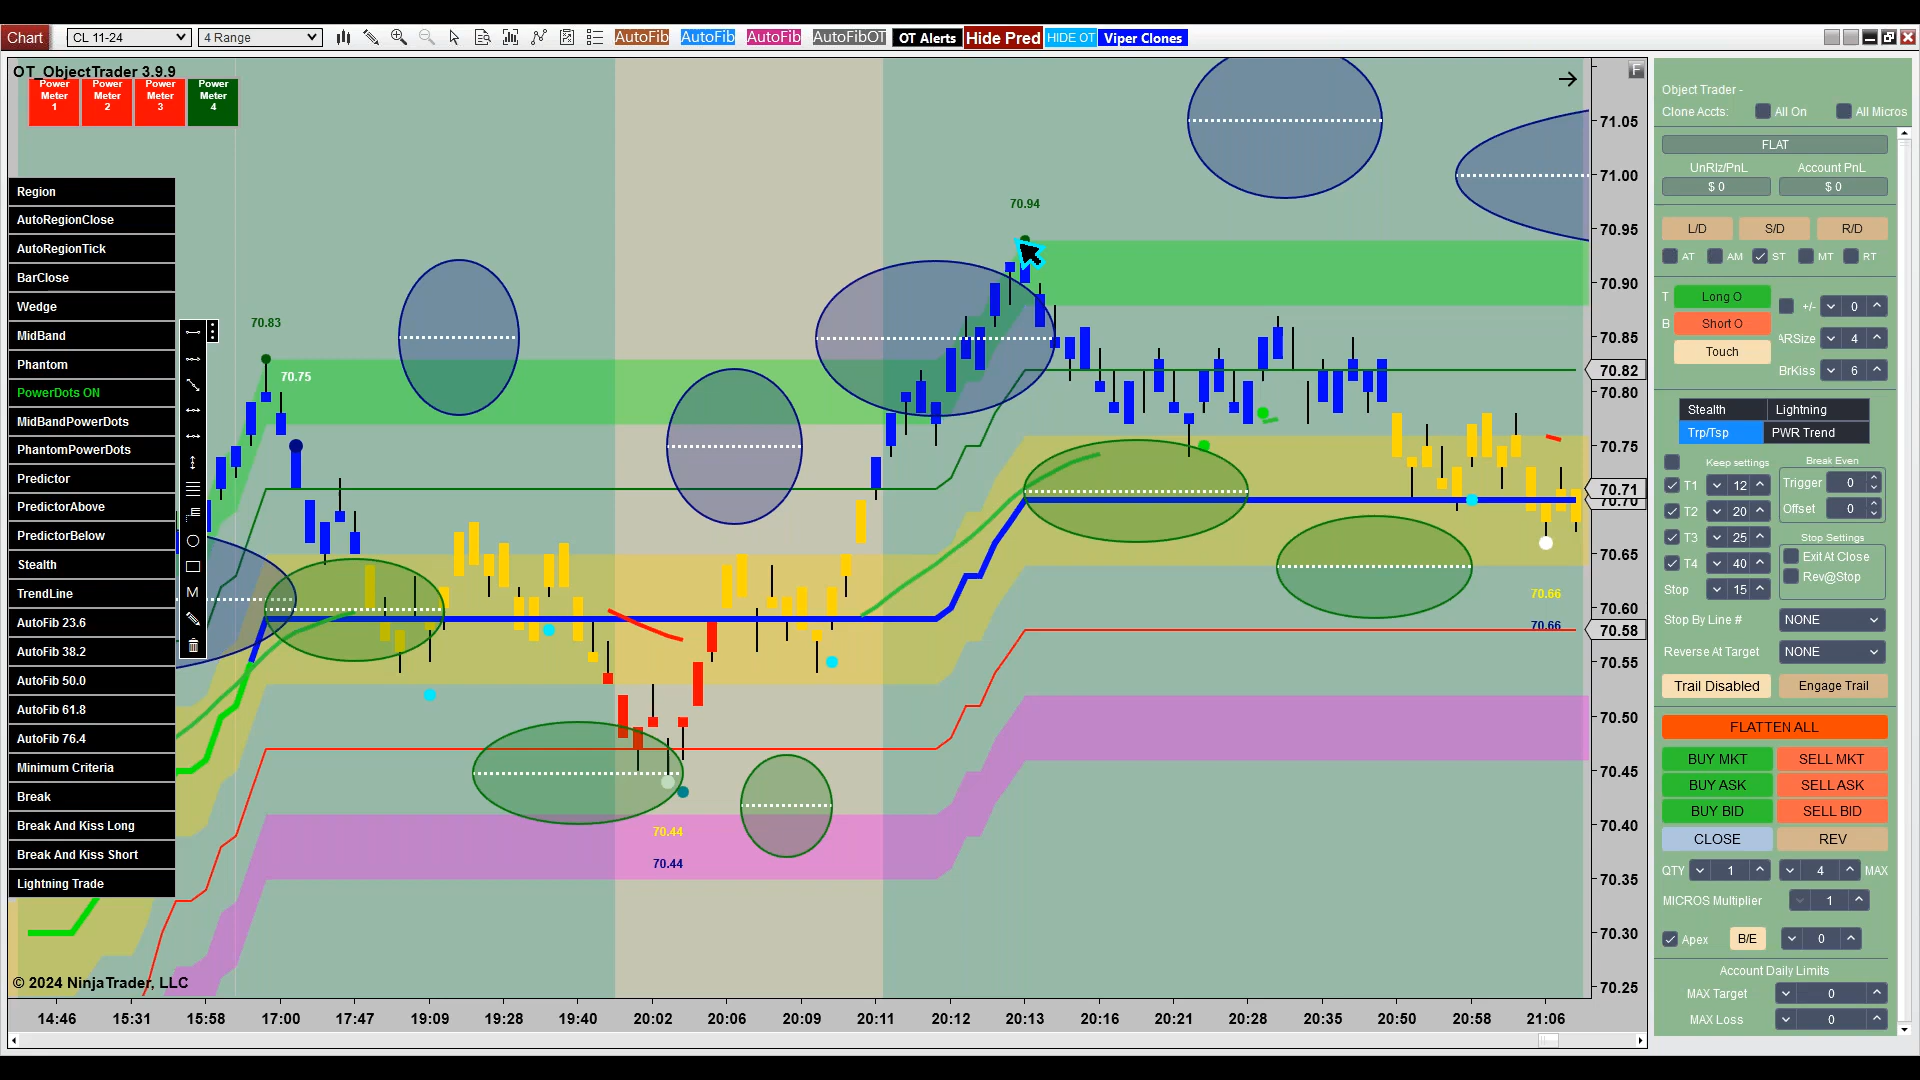 Chart CL 11-24 4 Range AutoFib AutoFib AutoFib AutoFibOT OT Alerts Hide Pred HIDE OT Viper Clones
OT_ObjectTrader 3.9.9
Power Meter 1
Power Meter 2
Power Meter 3
Power Meter 4
F
Region
AutoRegionClose
AutoRegionTick
BarClose
Wedge
MidBand
Phantom
PowerDots ON
MidBandPowerDots
PhantomPowerDots
Predictor
PredictorAbove
PredictorBelow
Stealth
TrendLine
AutoFib 23.6
AutoFib 38.2
AutoFib 50.0
AutoFib 61.8
AutoFib 76.4
Minimum Criteria
Break
Break And Kiss Long
Break And Kiss Short
Lightning Trade
M
70.83
70.75
70.94
70.44
70.44
70.66
70.66
© 2024 NinjaTrader, LLC
71.05
71.00
70.95
70.90
70.85
70.82
70.80
70.75
70.71
70.70
70.65
70.60
70.58
70.55
70.50
70.45
70.40
70.35
70.30
70.25
14:46 15:31 15:58 17:00 17:47 19:09 19:28 19:40 20:02 20:06 20:09 20:11 20:12 20:13 20:16 20:21 20:28 20:35 20:50 20:58 21:06
Object Trader -
Clone Accts: All On All Micros
FLAT
UnRlz/PnL Account PnL
$ 0 $ 0
L/D S/D R/D
AT AM ST MT RT
T Long O +/- 0
B Short O
RSize 4
Touch
BrKiss 6
Stealth Lightning
Trp/Tsp PWR Trend
Keep settings Break Even
T1 12 Trigger 0
T2 20 Offset 0
T3 25 Stop Settings
T4 40 Exit At Close
Rev@Stop
Stop 15
Stop By Line # NONE
Reverse At Target NONE
Trail Disabled Engage Trail
FLATTEN ALL
BUY MKT SELL MKT
BUY ASK SELL ASK
BUY BID SELL BID
CLOSE REV
QTY 1 4 MAX
MICROS Multiplier 1
Apex B/E 0
Account Daily Limits
MAX Target 0
MAX Loss 0